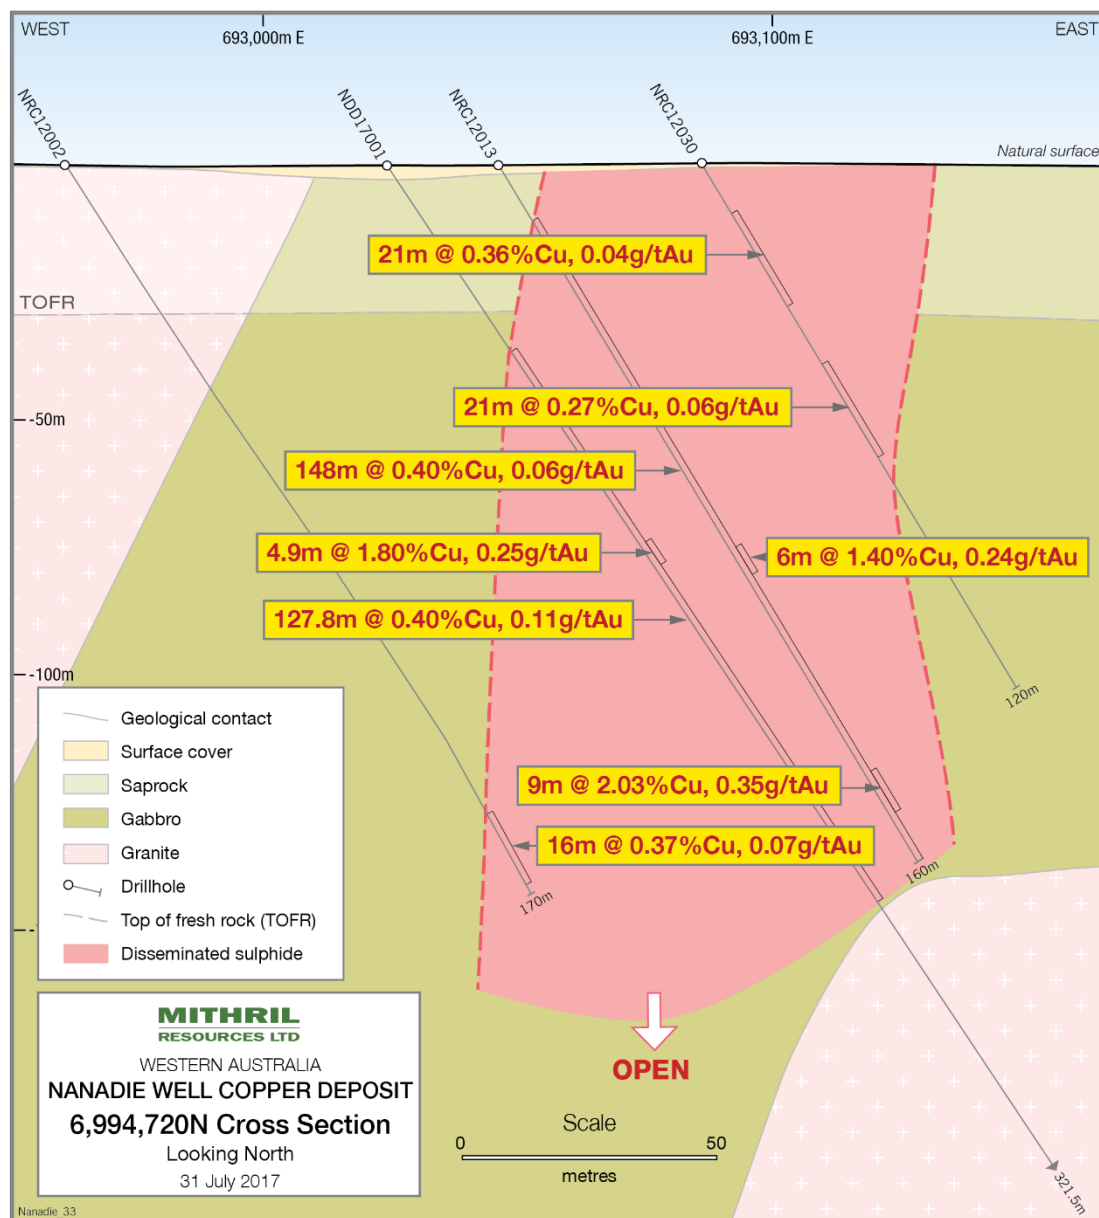 WEST
693,000m E
693,100m E
EAST
NRC12002
NDD17001
NRC12013
NRC12030
Natural surface
21m @ 0.36%Cu, 0.04g/tAu
TOFR
21m @ 0.27%Cu, 0.06g/tAu
-50m
148m @ 0.40%Cu, 0.06g/tAu
4.9m @ 1.80%Cu, 0.25g/tAu
6m @ 1.40%Cu, 0.24g/tAu
127.8m @ 0.40%Cu, 0.11g/tAu
-100m
120m
Geological contact
Surface cover
Saprock
Gabbro
Granite
Drillhole
Top of fresh rock (TOFR)
Disseminated sulphide
9m @ 2.03%Cu, 0.35g/tAu
16m @ 0.37%Cu, 0.07g/tAu
160m
170m
OPEN
MITHRIL
RESOURCES LTD
WESTERN AUSTRALIA
NANADIE WELL COPPER DEPOSIT
6,994,720N Cross Section
Looking North
31 July 2017
Scale
0 50
metres
321.5m
Nanadie 33